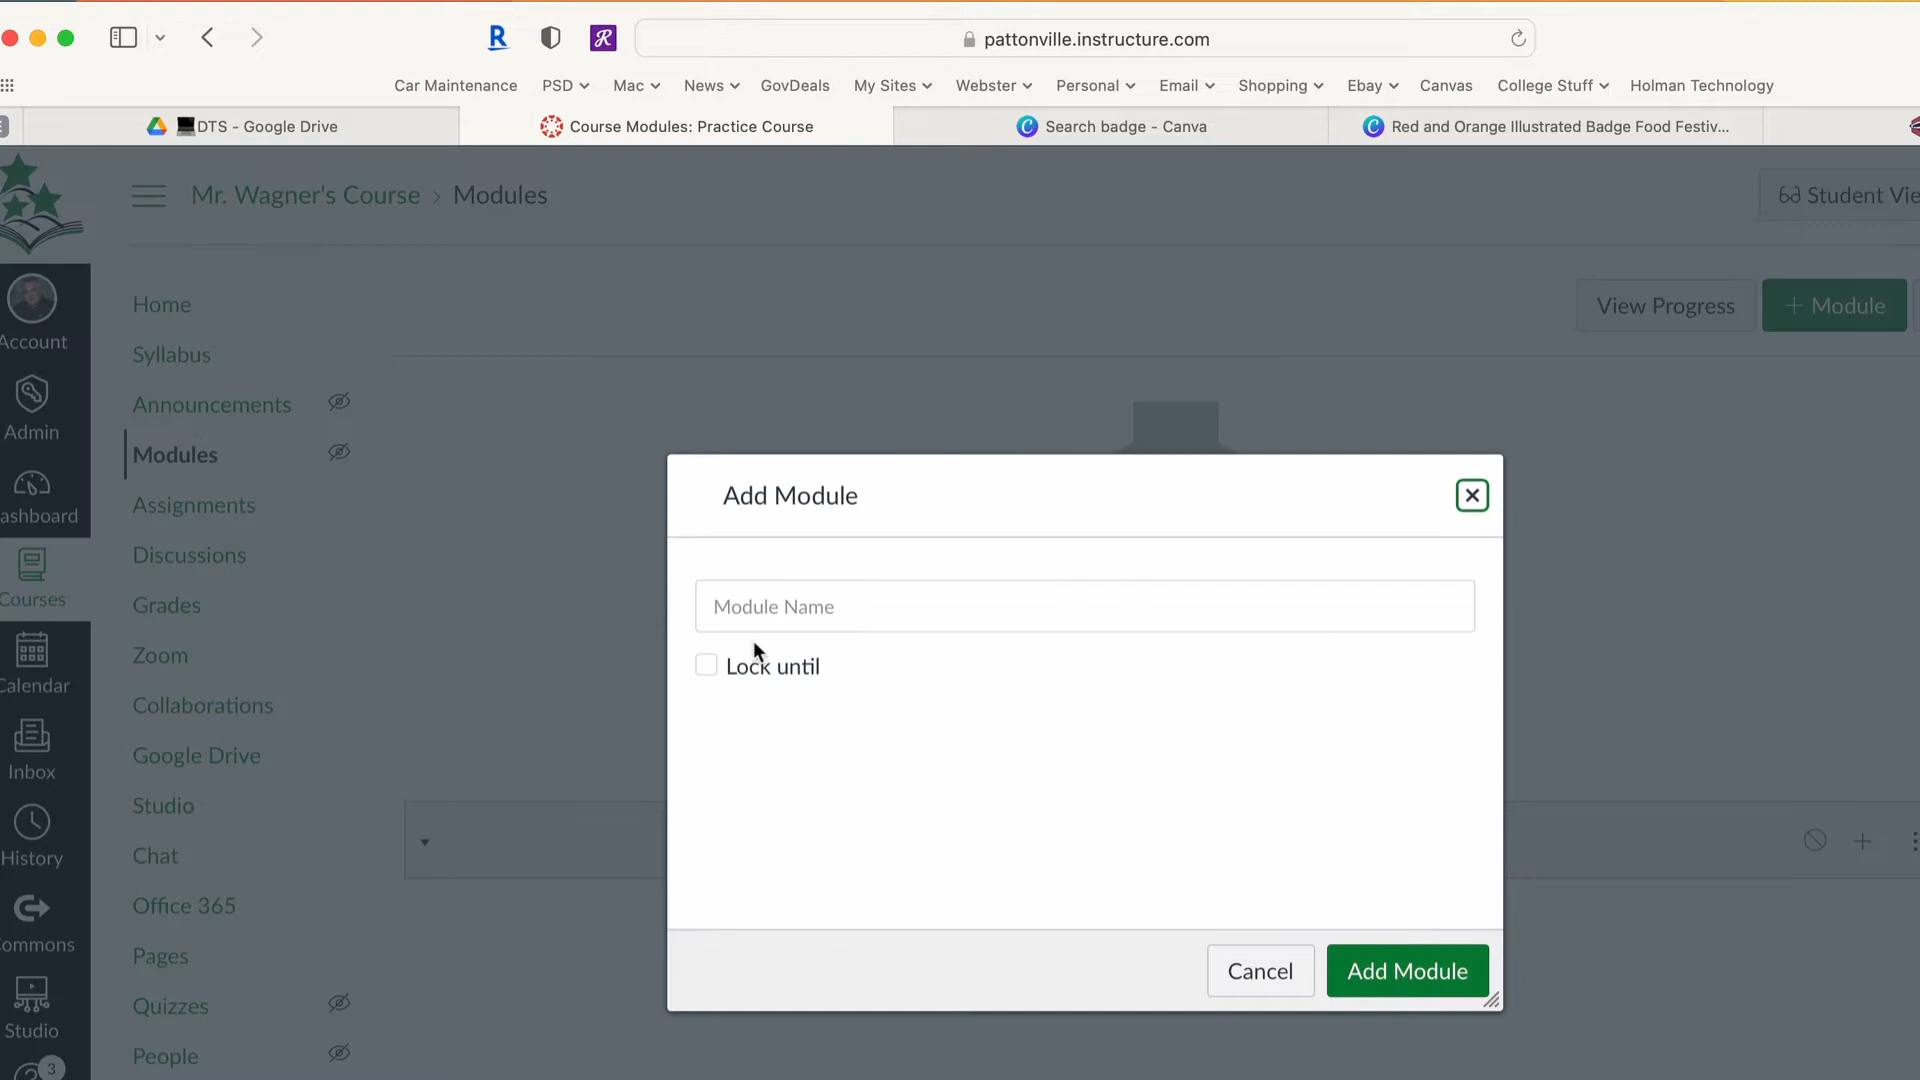 R
pattonville.instructure.com
Car Maintenance PSD Mac News GovDeals My Sites Webster Personal Email Shopping Ebay Canvas College Stuff Holman Technology
DTS - Google Drive
Course Modules: Practice Course
Search badge - Canva
Red and Orange Illustrated Badge Food Festiv...
Mr. Wagner's Course › Modules
Student Vie
View Progress
+ Module
Account
Admin
ashboard
Courses
Calendar
Inbox
History
ommons
Studio
3
Home
Syllabus
Announcements
Modules
Assignments
Discussions
Grades
Zoom
Collaborations
Google Drive
Studio
Chat
Office 365
Pages
Quizzes
People
Add Module
Module Name
Lock until
Cancel
Add Module